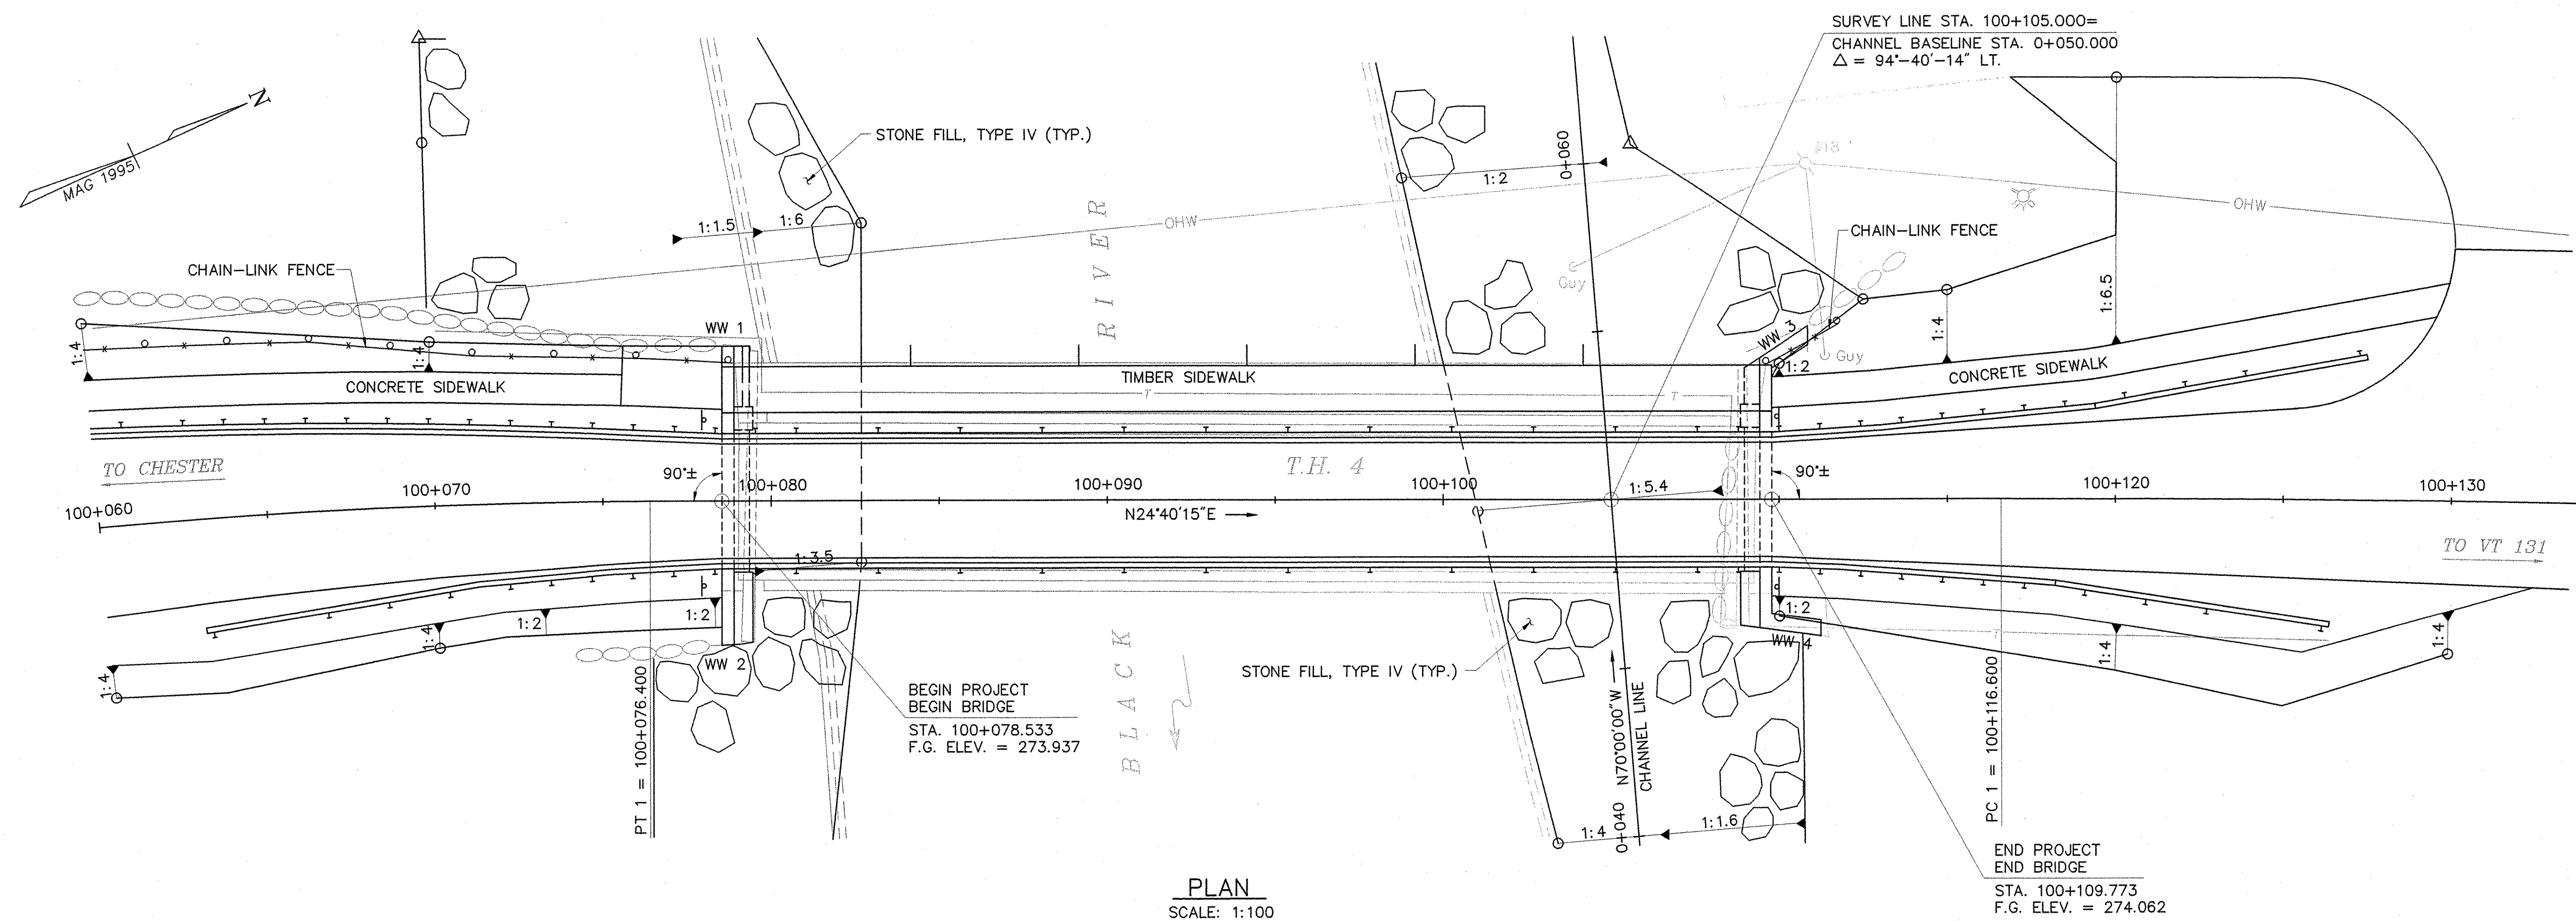 SURVEY LINE STA. 100+105.000=
CHANNEL BASELINE STA. 0+050.000
△ = 94°-40'-14" LT.
N
MAG 1995
STONE FILL, TYPE IV (TYP.)
0+060
1:2
#18
1:1.5
1:6
OHW
OHW
RIVER
CHAIN-LINK FENCE
CHAIN-LINK FENCE
Guy
Guy
1:6.5
1:4
WW 1
WW 3
1:4
1:4
1:2
CONCRETE SIDEWALK
TIMBER SIDEWALK
CONCRETE SIDEWALK
T
T
TO CHESTER
90°±
T.H. 4
90°±
100+060
100+070
100+080
100+090
100+100
1:5.4
100+120
100+130
N24°40'15"E
TO VT 131
1:3.5
1:2
1:2
1:4
1:2
1:4
1:4
1:4
WW 2
WW 4
T
STONE FILL, TYPE IV (TYP.)
BLACK
PT 1 = 100+076.400
BEGIN PROJECT
BEGIN BRIDGE
STA. 100+078.533
F.G. ELEV. = 273.937
N70°00'00"W
CHANNEL LINE
0+040
PC 1 = 100+116.600
1:4
1:1.6
END PROJECT
END BRIDGE
STA. 100+109.773
F.G. ELEV. = 274.062
PLAN
SCALE: 1:100